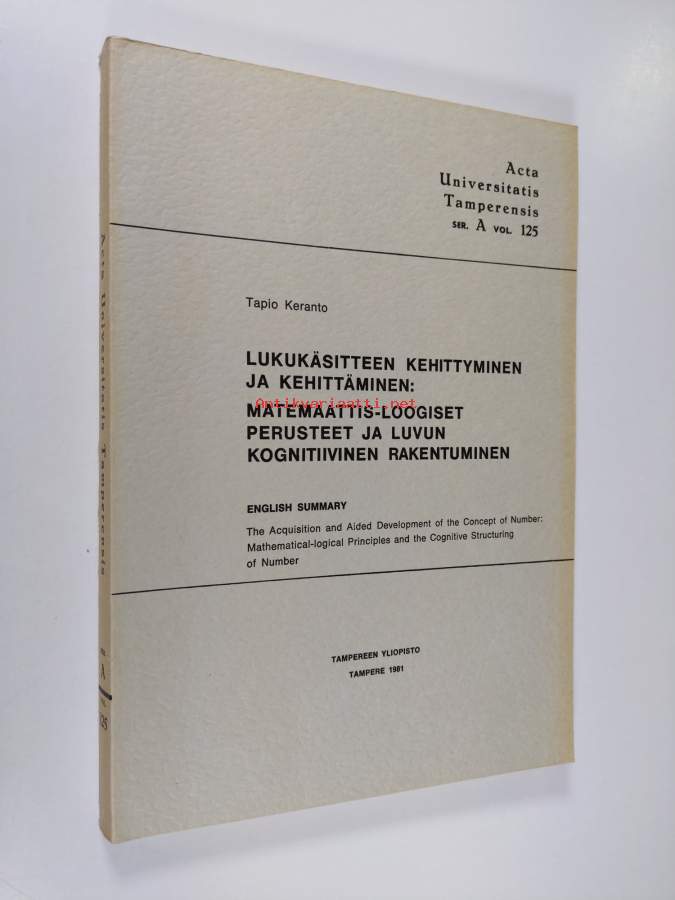 Acta
Universitatis
Tamperensis
SER. A VOL. 125
Tapio Keranto
LUKUKÄSITTEEN KEHITTYMINEN
JA KEHITTÄMINEN:
Antikvariaatti.net
MATEMAATTIS-LOOGISET
PERUSTEET JA LUVUN
KOGNITIIVINEN RAKENTUMINEN
ENGLISH SUMMARY
The Acquisition and Aided Development of the Concept of Number:
Mathematical-logical Principles and the Cognitive Structuring
of Number
TAMPEREEN YLIOPISTO
TAMPERE 1981
Acta Universitatis Tamperensis
SER.
A
VOL.
125